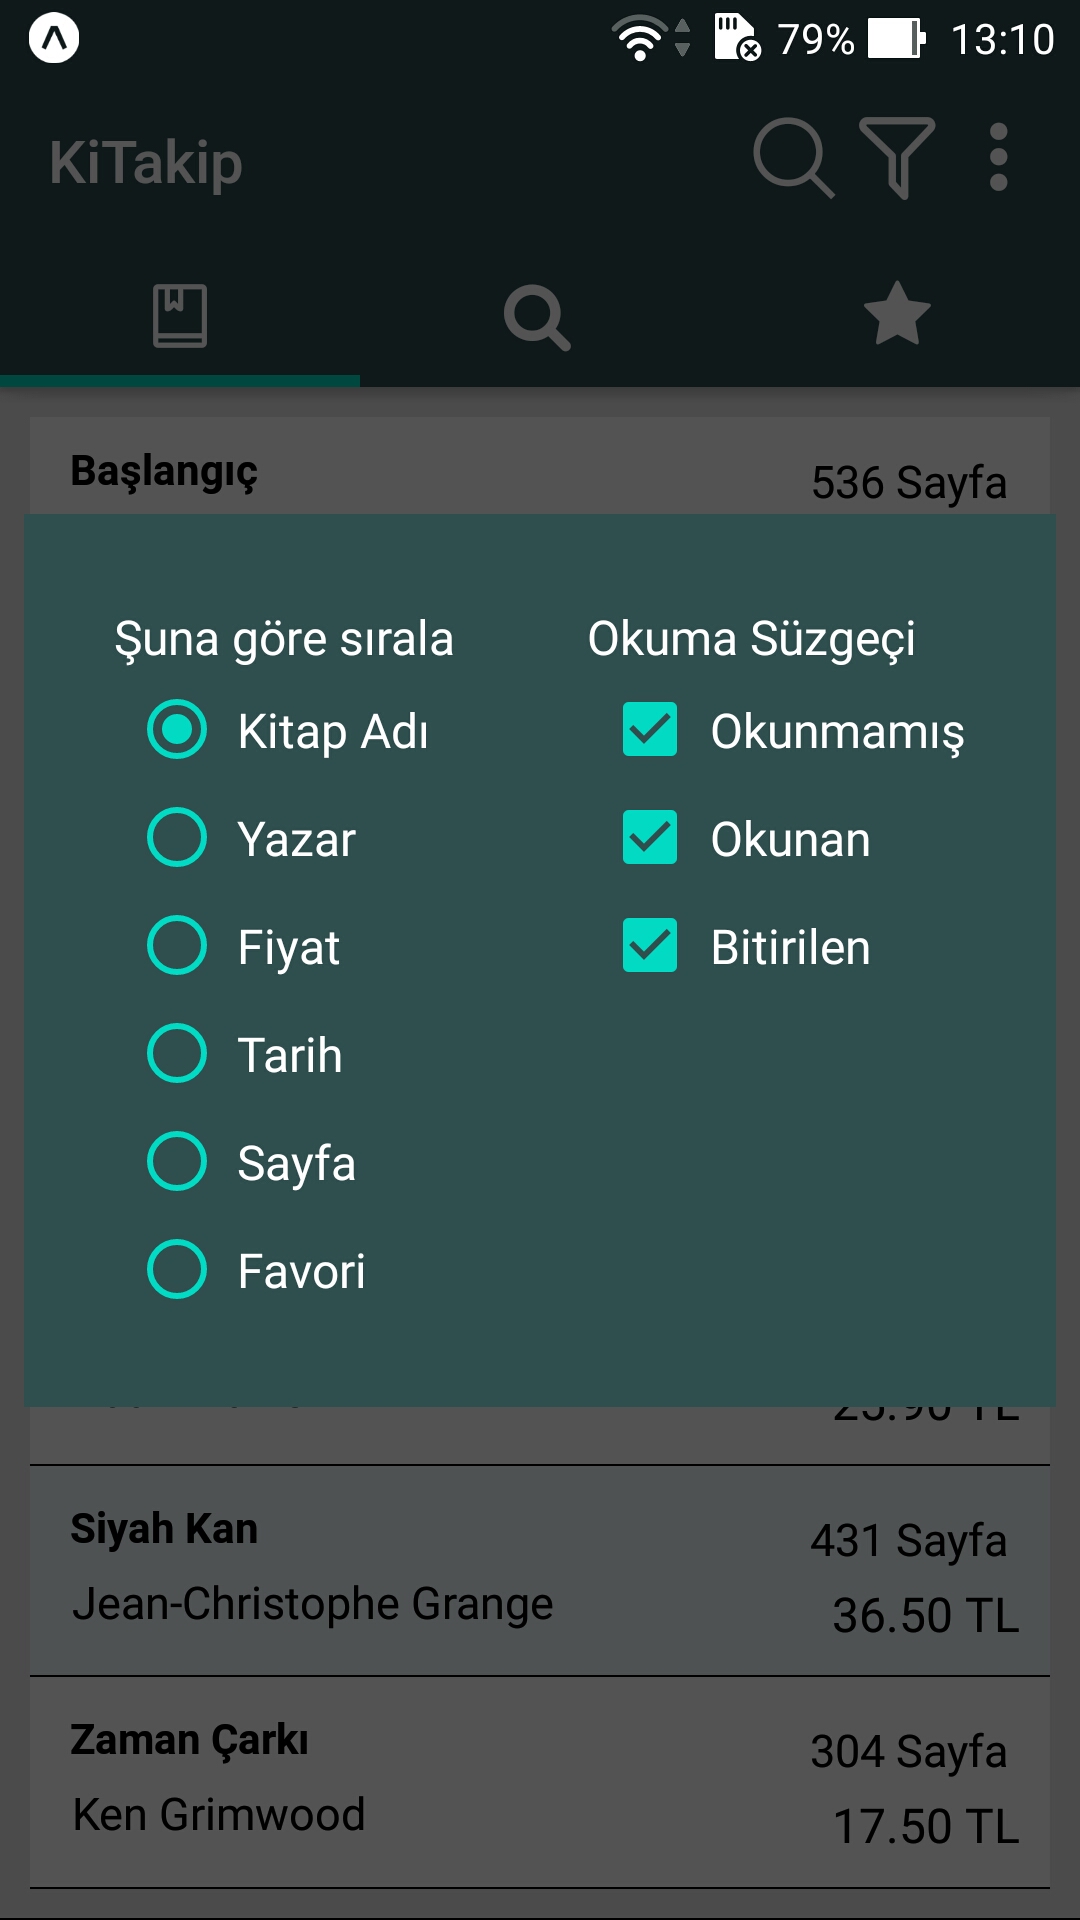 79% 13:10
KiTakip
Başlangıç
536 Sayfa
Şuna göre sırala
Okuma Süzgeçi
Kitap Adı
Okunmamış
Yazar
Okunan
Fiyat
Bitirilen
Tarih
Sayfa
Favori
25.90 TL
Siyah Kan
431 Sayfa
Jean-Christophe Grange
36.50 TL
Zaman Çarkı
304 Sayfa
Ken Grimwood
17.50 TL